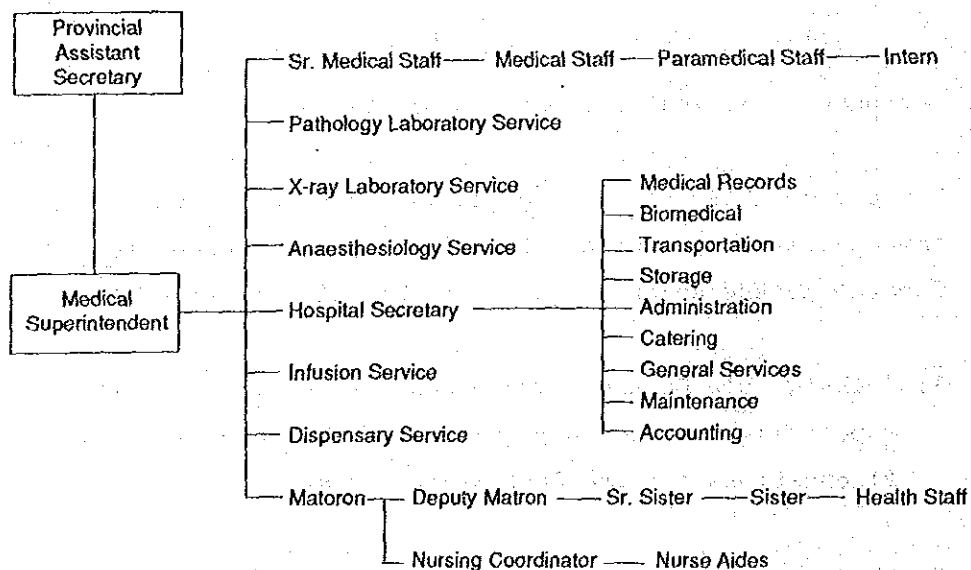 Provincial
Assistant
Secretary
Sr. Medical Staff Medical Staff Paramedical Staff Intern
Pathology Laboratory Service
X-ray Laboratory Service
Anaesthesiology Service
Medical
Superintendent
Hospital Secretary
Medical Records
Biomedical
Transportation
Storage
Administration
Catering
General Services
Maintenance
Accounting
Infusion Service
Dispensary Service
Matoron Deputy Matron Sr. Sister Sister Health Staff
Nursing Coordinator Nurse Aides